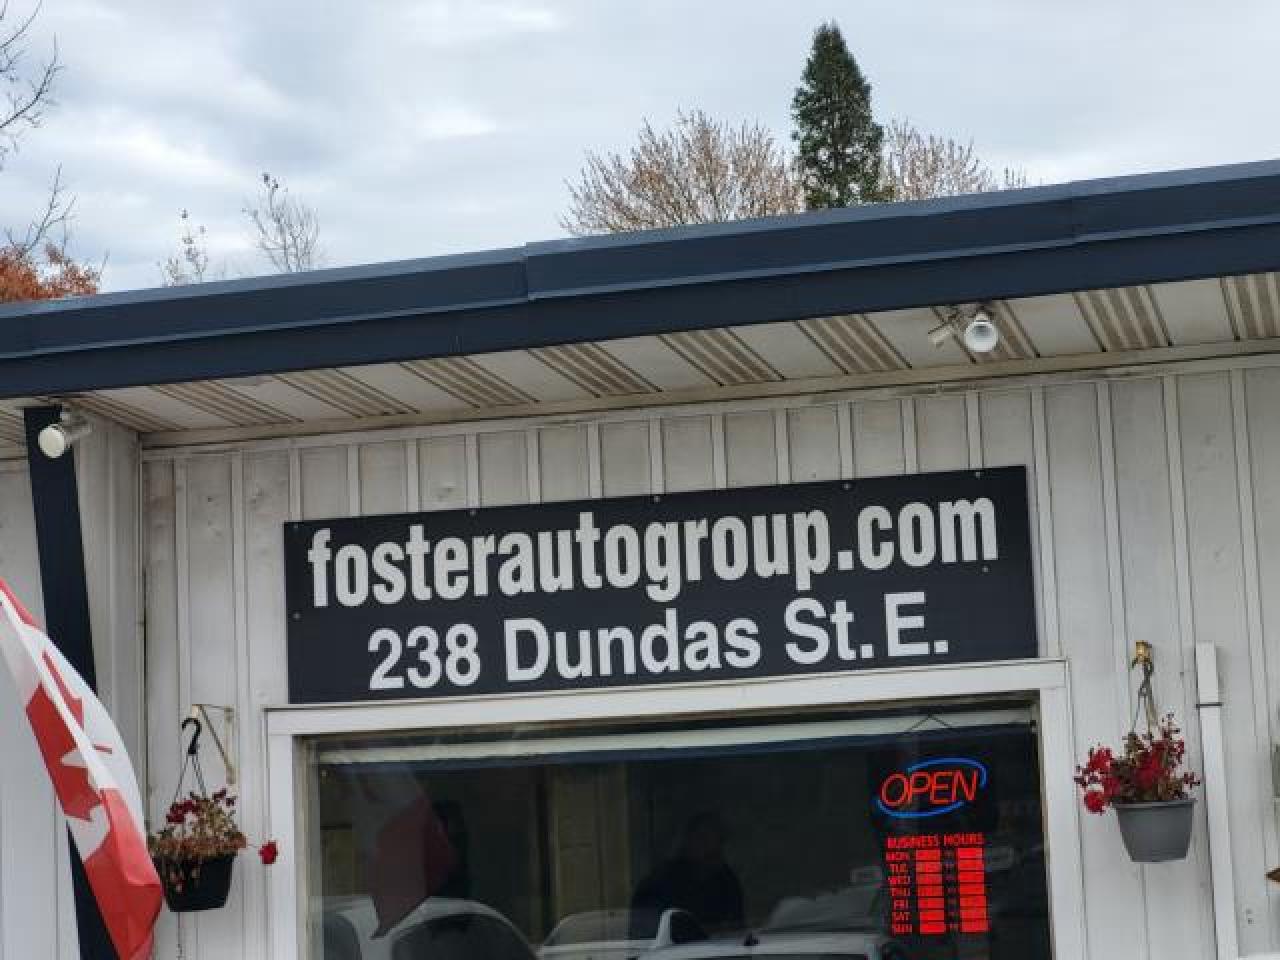 fosterautogroup.com
238 Dundas St. E.
OPEN
BUSINESS HOURS
MON
TUE
WED
THU
FRI
SAT
SUN